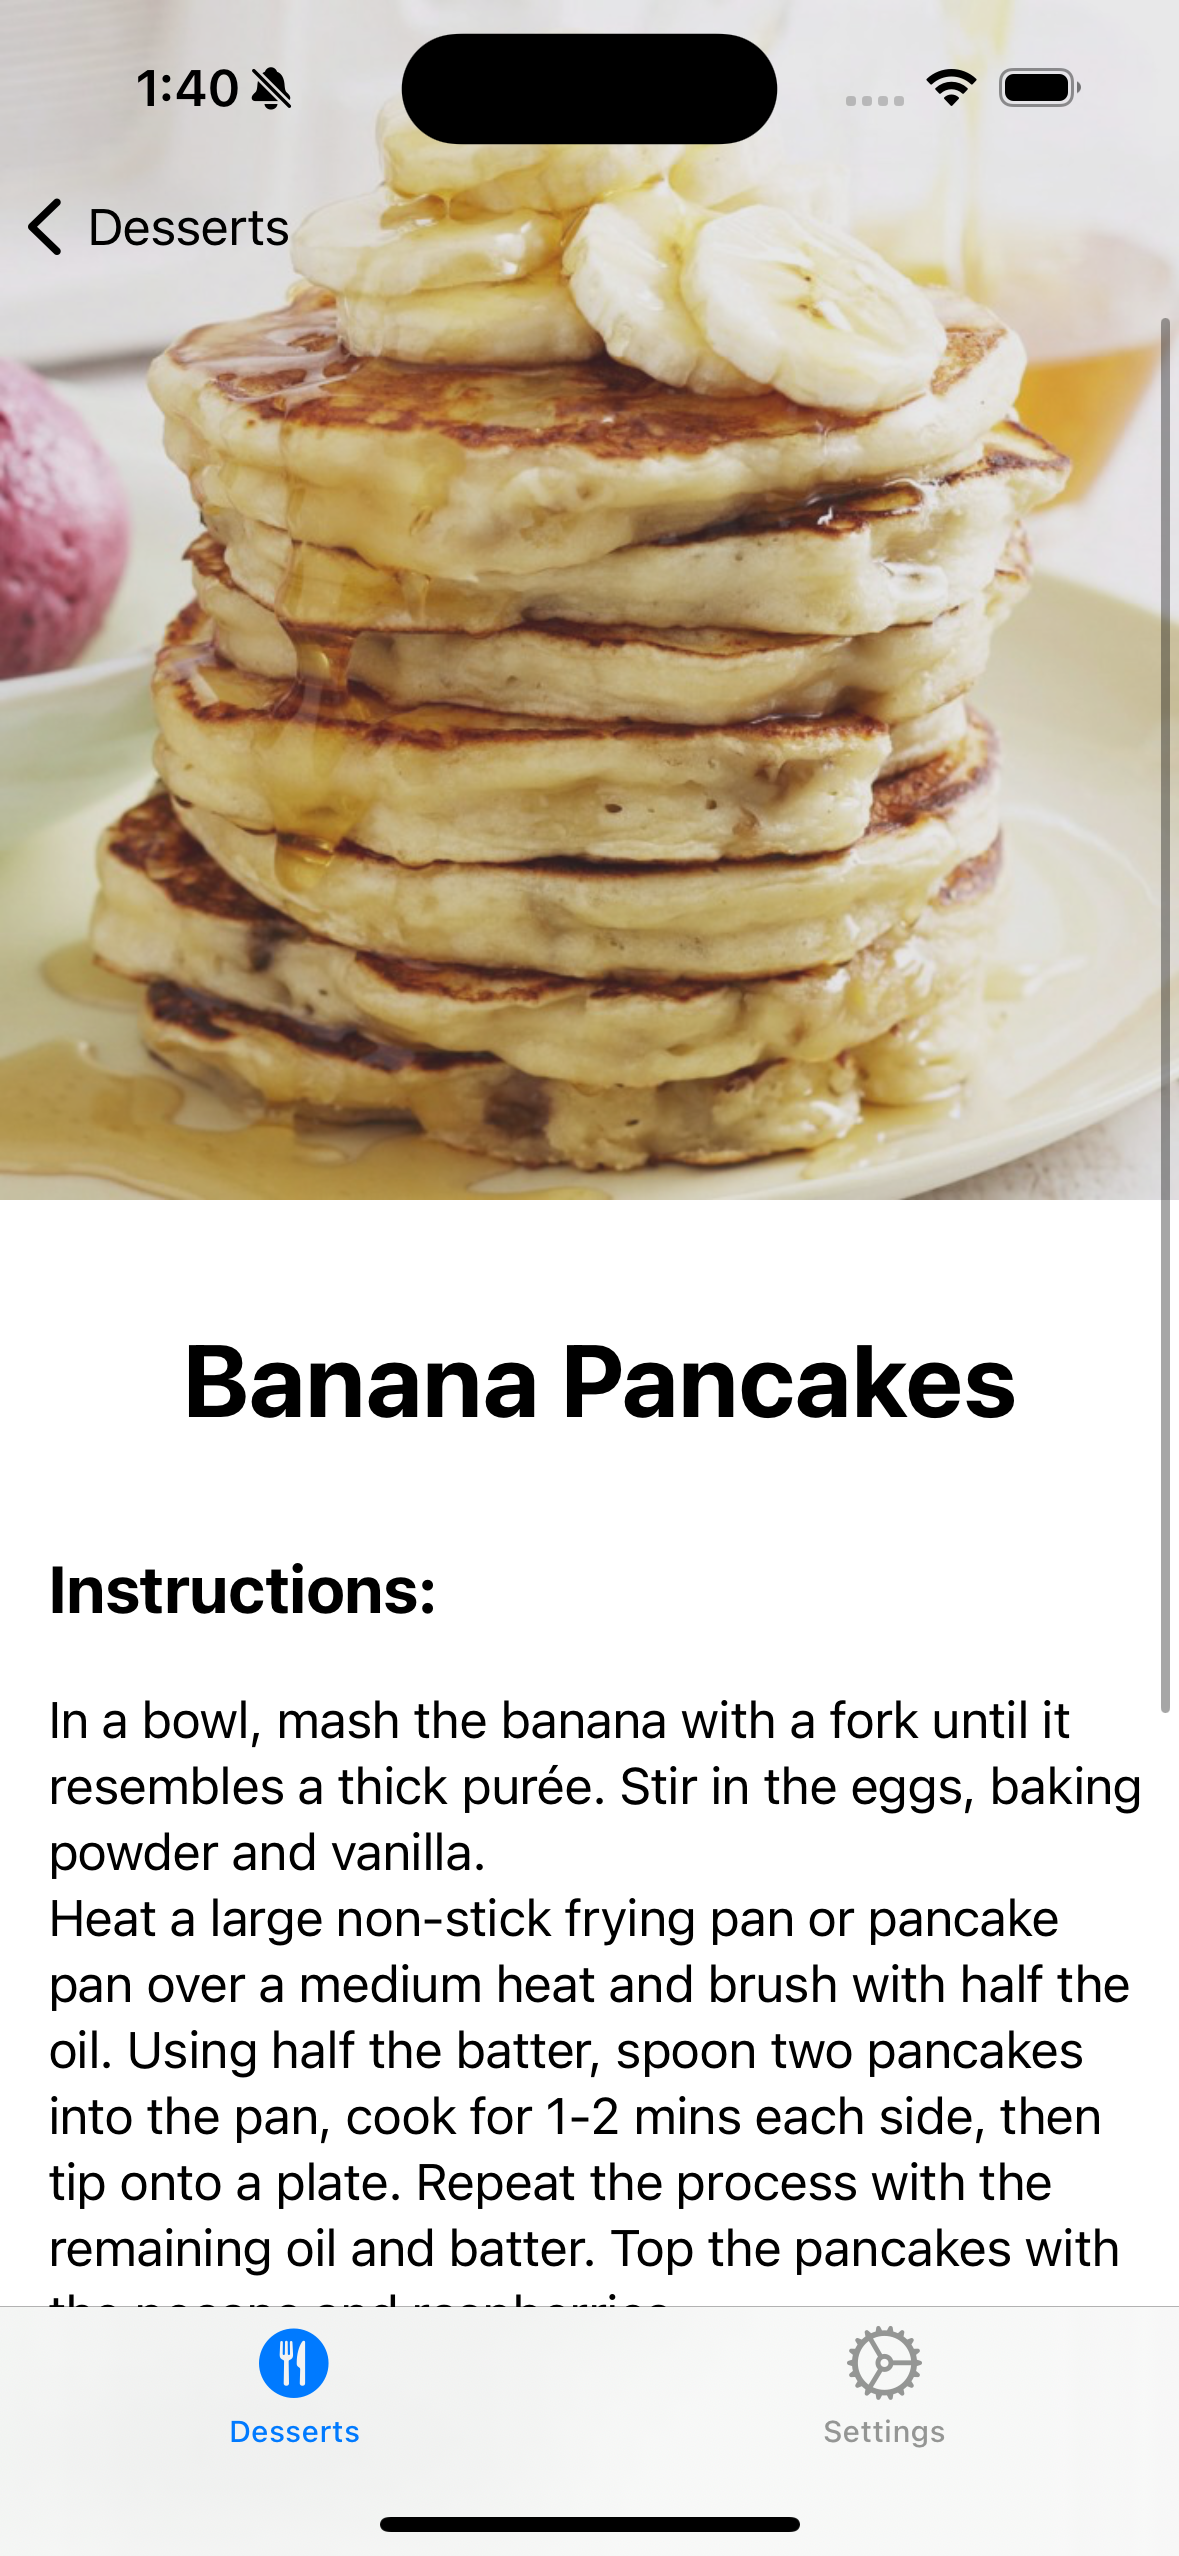 1:40
Desserts
Banana Pancakes
Instructions:
In a bowl, mash the banana with a fork until it
resembles a thick purée. Stir in the eggs, baking
powder and vanilla.
Heat a large non-stick frying pan or pancake
pan over a medium heat and brush with half the
oil. Using half the batter, spoon two pancakes
into the pan, cook for 1-2 mins each side, then
tip onto a plate. Repeat the process with the
remaining oil and batter. Top the pancakes with
the pecans and raspberries.
Desserts
Settings